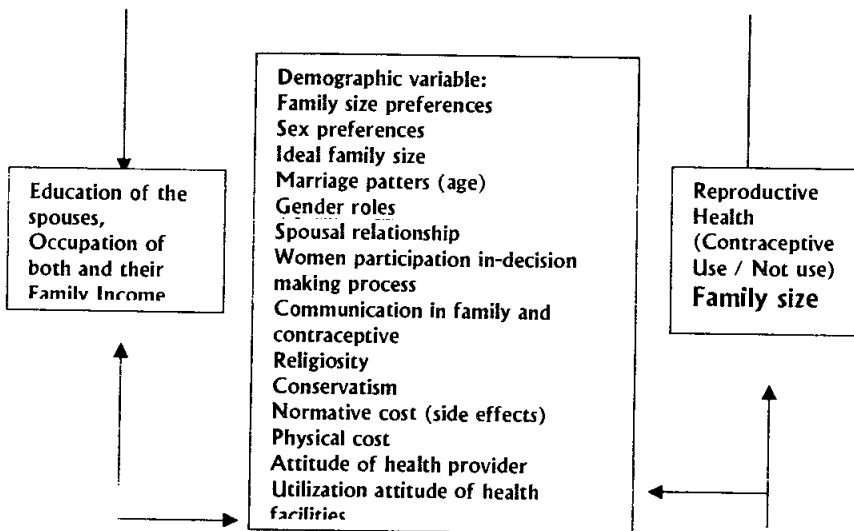 Education of the
spouses,
Occupation of
both and their
Family Income
Demographic variable:
Family size preferences
Sex preferences
Ideal family size
Marriage patters (age)
Gender roles
Spousal relationship
Women participation in-decision
making process
Communication in family and
contraceptive
Religiosity
Conservatism
Normative cost (side effects)
Physical cost
Attitude of health provider
Utilization attitude of health
facilities
Reproductive
Health
(Contraceptive
Use / Not use)
Family size